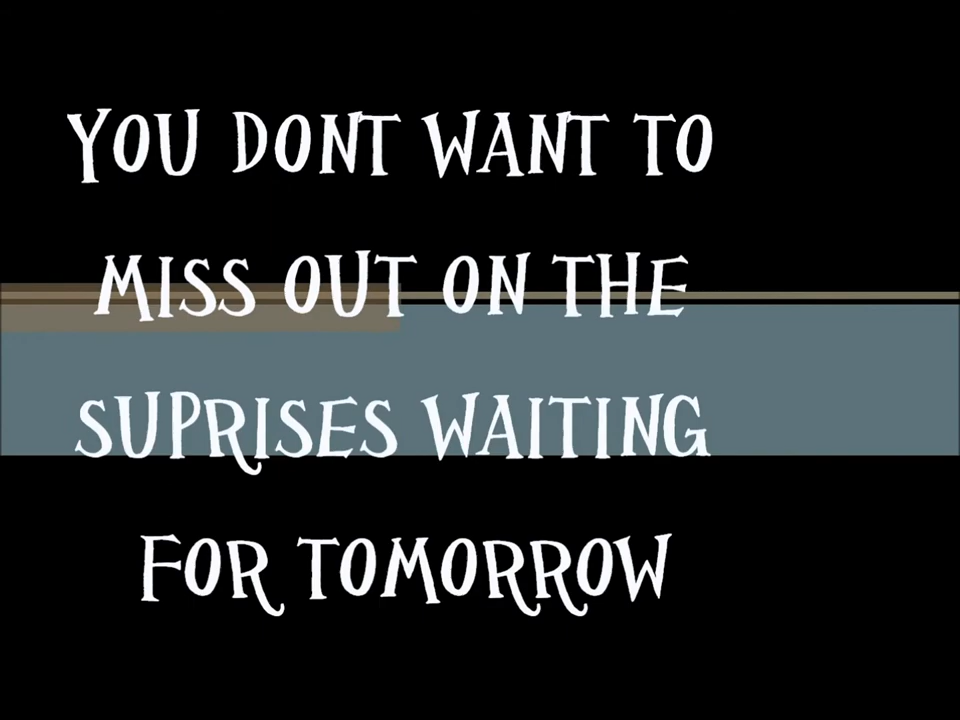 YOU DONT WANT TO
MISS OUT ON THE
SUPRISES WAITING
FOR TOMORROW